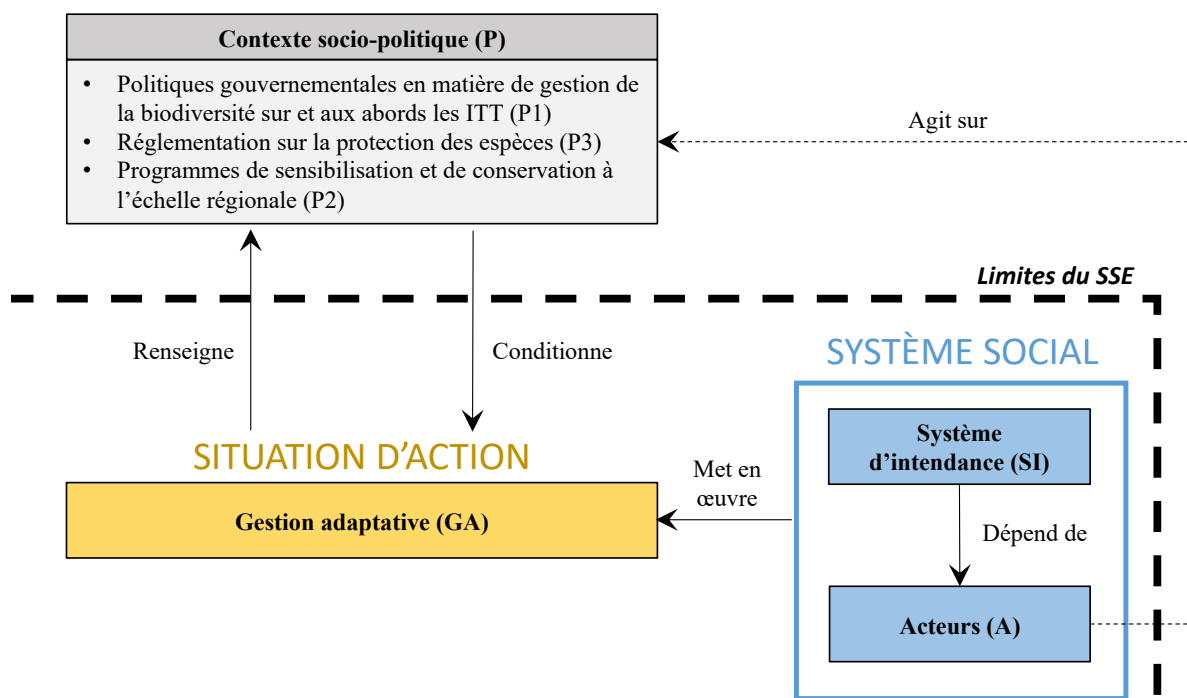 Contexte socio-politique (P)
• Politiques gouvernementales en matière de gestion de
la biodiversité sur et aux abords les ITT (P1)
• Réglementation sur la protection des espèces (P3)
• Programmes de sensibilisation et de conservation à
l’échelle régionale (P2)
Agit sur
Limites du SSE
Renseigne
Conditionne
SYSTÈME SOCIAL
Système
d’intendance (SI)
SITUATION D’ACTION
Met en
œuvre
Gestion adaptative (GA)
Dépend de
Acteurs (A)